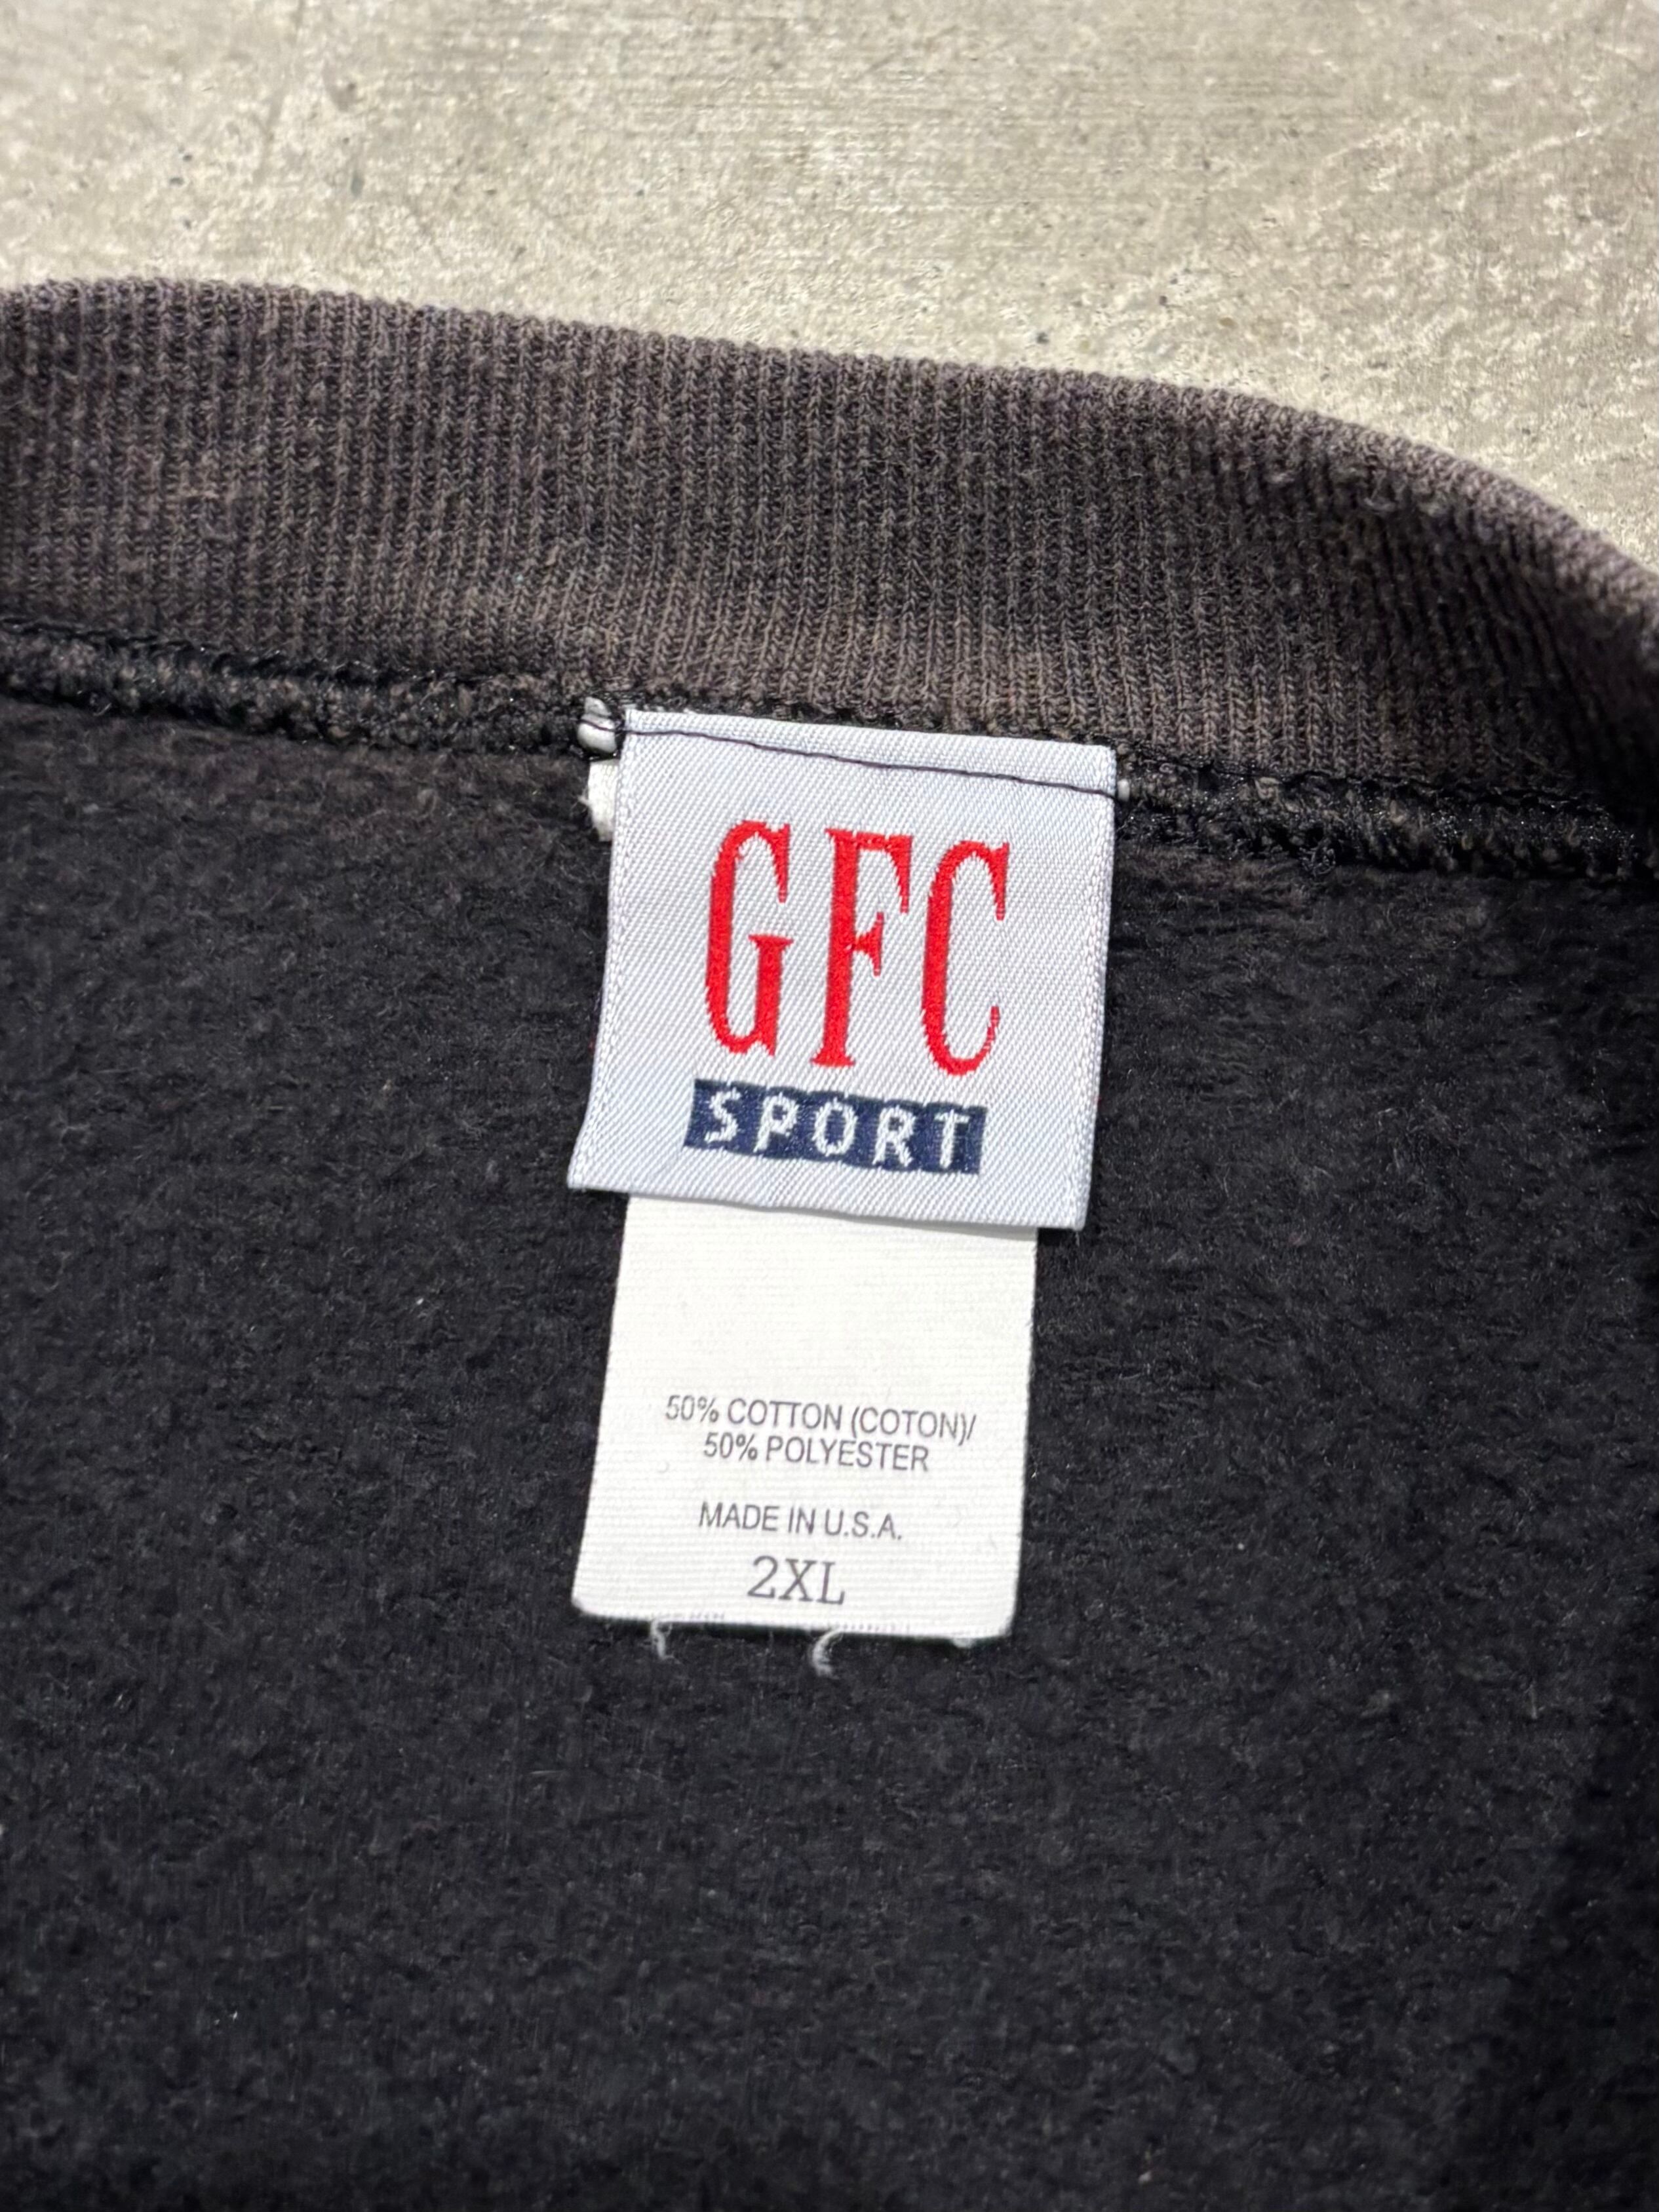 GFC
SPORT
50% COTTON (COTON)/
50% POLYESTER
MADE IN U.S.A.
2XL